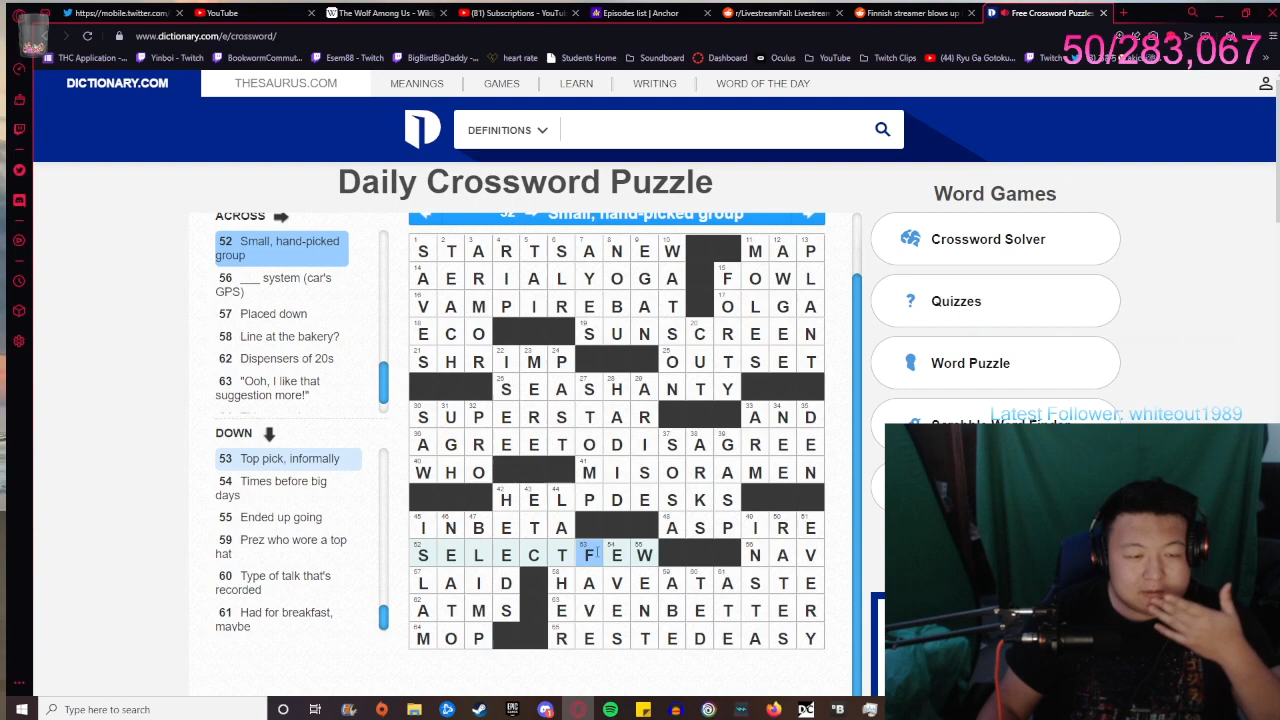 https://mobile.twitter.com/
YouTube
The Wolf Among Us - Wiki
(81) Subscriptions - YouTu
Episodes list | Anchor
r/LivestreamFail: Livestream
Finnish streamer blows up
Free Crossword Puzzles
www.dictionary.com/e/crossword/
50/283,067
THC Application -...
Yinboi - Twitch
BookwormCommut...
Esem88 - Twitch
BigBirdBigDaddy -...
heart rate
Students Home
Soundboard
Dashboard
Oculus
YouTube
Twitch Clips
(44) Ryu Ga Gotoku...
DICTIONARY.COM
THESAURUS.COM
MEANINGS
GAMES
LEARN
WRITING
WORD OF THE DAY
DEFINITIONS
Daily Crossword Puzzle
Word Games
ACROSS
52 Small, hand-picked group
52 Small, hand-picked
group
56 ___ system (car's
GPS)
57 Placed down
58 Line at the bakery?
62 Dispensers of 20s
63 "Ooh, I like that
suggestion more!"
DOWN
53 Top pick, informally
54 Times before big
days
55 Ended up going
59 Prez who wore a top
hat
60 Type of talk that's
recorded
61 Had for breakfast,
maybe
S T A R T S A N E W M A P
A E R I A L Y O G A F O W L
V A M P I R E B A T O L G A
E C O S U N S C R E E N
S H R I M P O U T S E T
S E A S H A N T Y
S U P E R S T A R A N D
A G R E E T O D I S A G R E E
W H O M I S O R A M E N
H E L P D E S K S
I N B E T A A S P I R E
S E L E C T F E W N A V
L A I D H A V E A T A S T E
A T M S E V E N B E T T E R
M O P R E S T E D E A S Y
Crossword Solver
Quizzes
Word Puzzle
Latest Follower: whiteout1989
Type here to search